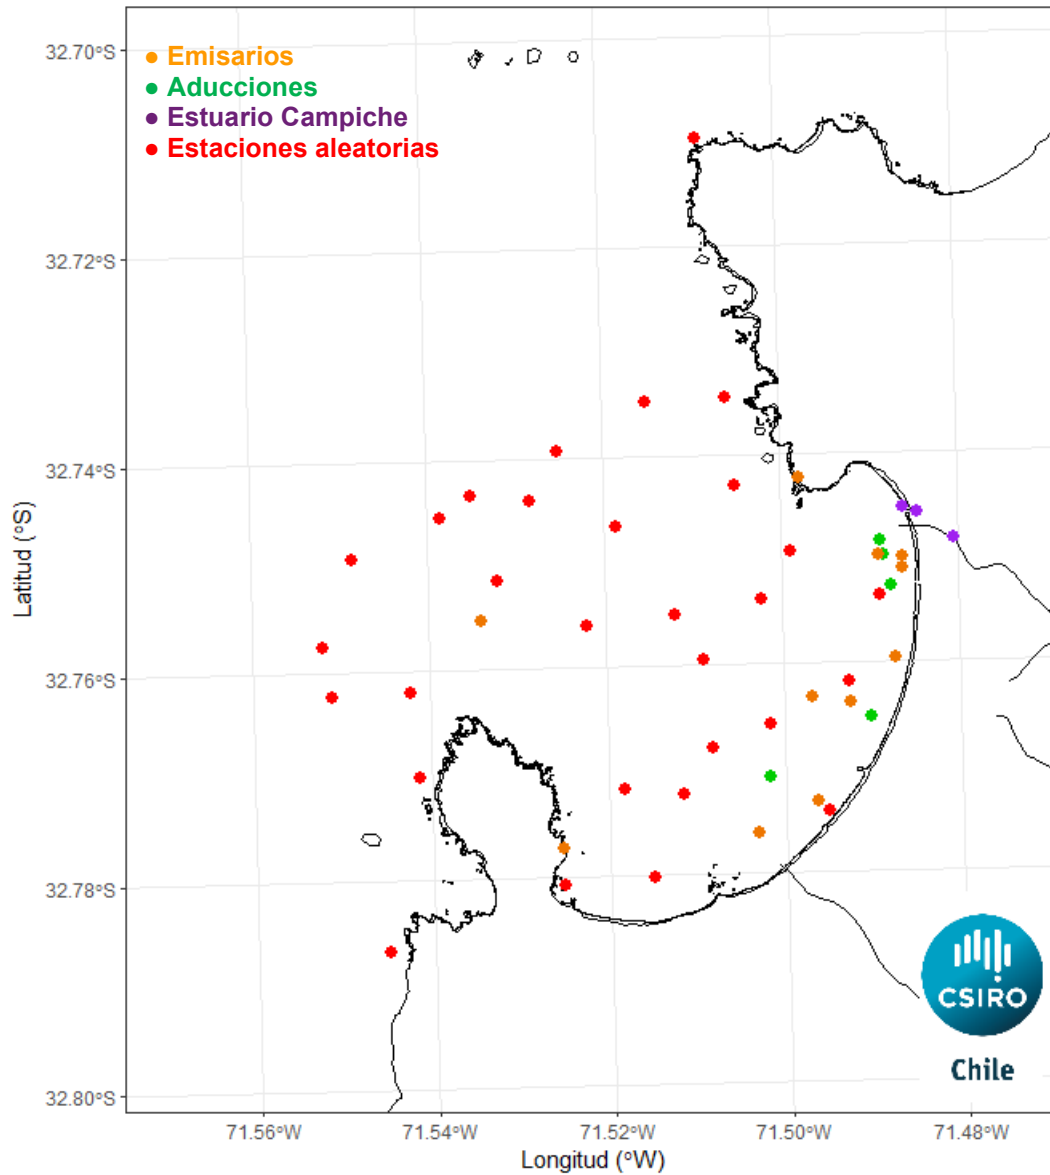 32.70°S
● Emisarios
● Aducciones
● Estuario Campiche
● Estaciones aleatorias
32.72°S
32.74°S
Latitud (°S)
32.76°S
32.78°S
CSIRO
Chile
32.80°S
71.56°W
71.54°W
71.52°W
71.50°W
71.48°W
Longitud (°W)